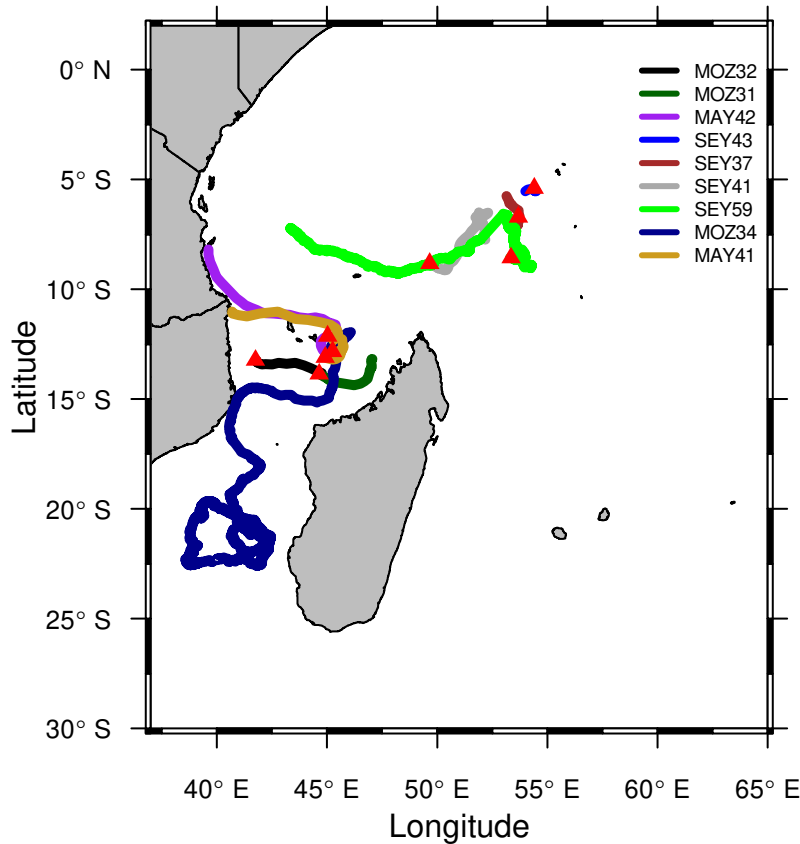 0° N
5° S
10° S
15° S
20° S
25° S
30° S
Latitude
MOZ32
MOZ31
MAY42
SEY43
SEY37
SEY41
SEY59
MOZ34
MAY41
40° E
45° E
50° E
55° E
60° E
65° E
Longitude